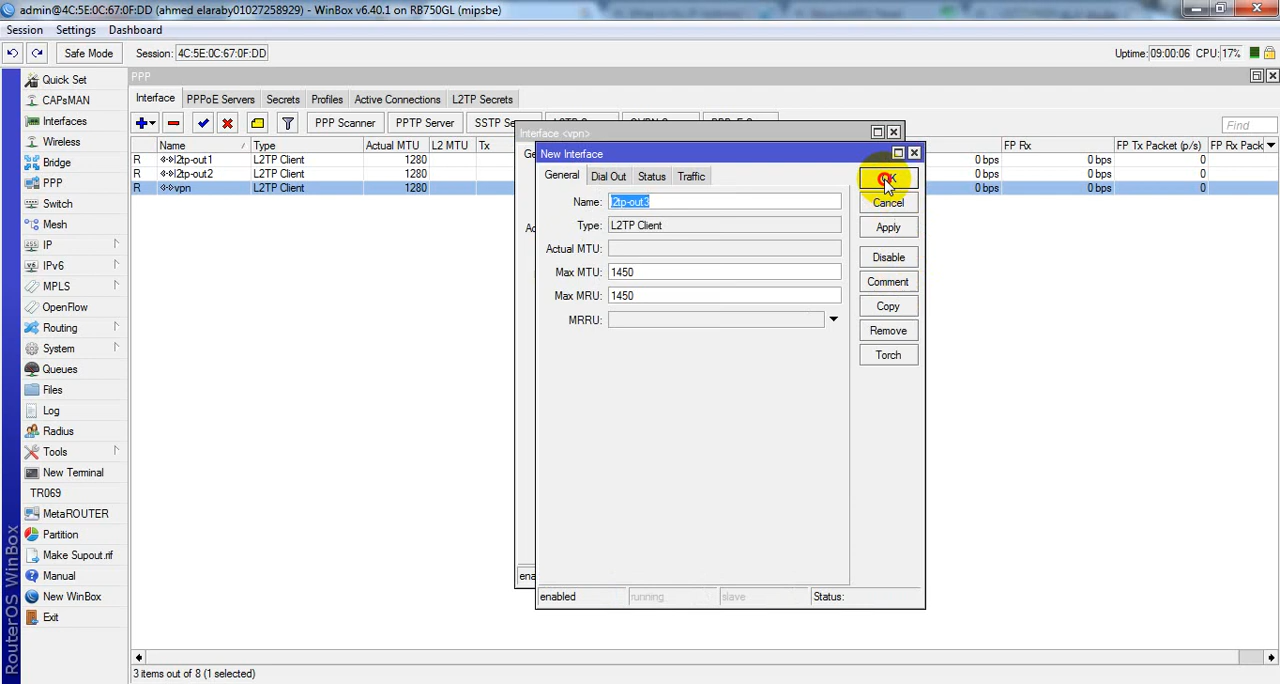 admin@4C:5E:0C:67:0F:DD (ahmed elaraby01027258929) - WinBox v6.40.1 on RB750GL (mipsbe)
Session Settings Dashboard
Safe Mode Session: 4C:5E:0C:67:0F:DD Uptime: 09:00:06 CPU: 17%
Quick Set
CAPsMAN
Interfaces
Wireless
Bridge
PPP
Switch
Mesh
IP
IPv6
MPLS
OpenFlow
Routing
System
Queues
Files
Log
Radius
Tools
New Terminal
TR069
MetaROUTER
Partition
Make Supout.rif
Manual
New WinBox
Exit
RouterOS WinBox
PPP
Interface PPPoE Servers Secrets Profiles Active Connections L2TP Secrets
PPP Scanner PPTP Server SSTP Find
Name Type Actual MTU L2 MTU Tx FP Rx FP Tx Packet (p/s) FP Rx Pack
R l2tp-out1 L2TP Client 1280 0 bps 0 bps 0
R l2tp-out2 L2TP Client 1280 0 bps 0 bps 0
R vpn L2TP Client 1280 0 bps 0 bps 0
Interface <vpn>
New Interface
General Dial Out Status Traffic
Name: l2tp-out3
Type: L2TP Client
Actual MTU:
Max MTU: 1450
Max MRU: 1450
MRRU:
OK
Cancel
Apply
Disable
Comment
Copy
Remove
Torch
enabled running slave Status:
3 items out of 8 (1 selected)